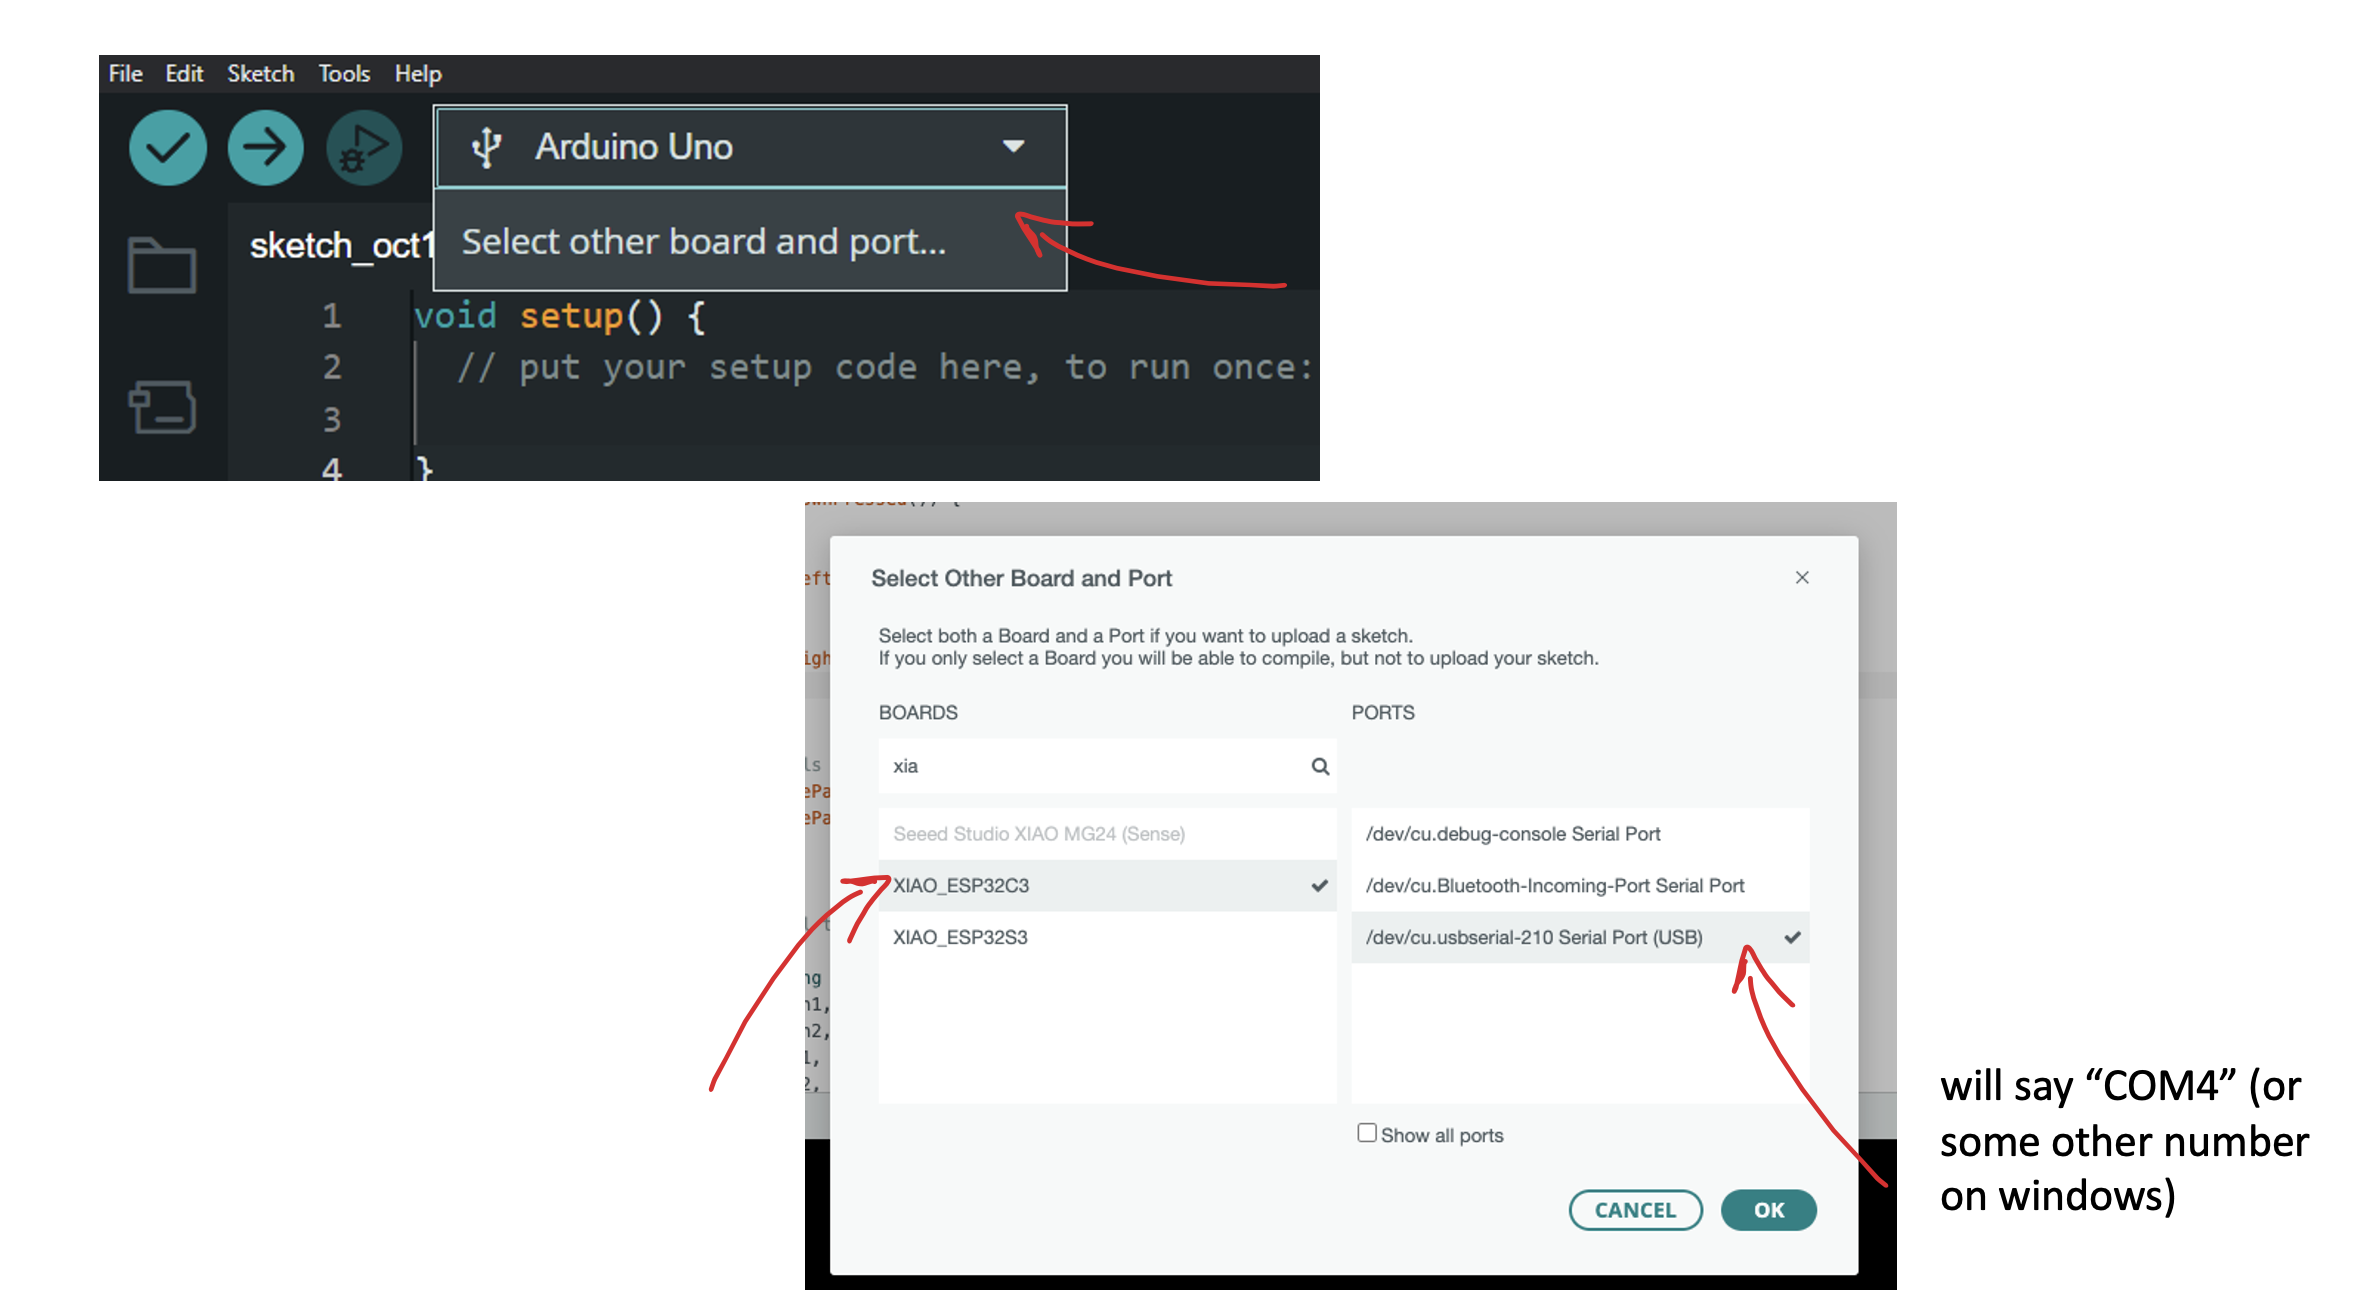 File Edit Sketch Tools Help
Arduino Uno
sketch_oct1
Select other board and port...
1 void setup() {
2 // put your setup code here, to run once:
3
4 }
Select Other Board and Port
Select both a Board and a Port if you want to upload a sketch.
If you only select a Board you will be able to compile, but not to upload your sketch.
BOARDS PORTS
xia
Seeed Studio XIAO MG24 (Sense) /dev/cu.debug-console Serial Port
XIAO_ESP32C3 /dev/cu.Bluetooth-Incoming-Port Serial Port
XIAO_ESP32S3 /dev/cu.usbserial-210 Serial Port (USB)
Show all ports
CANCEL OK
will say “COM4” (or
some other number
on windows)